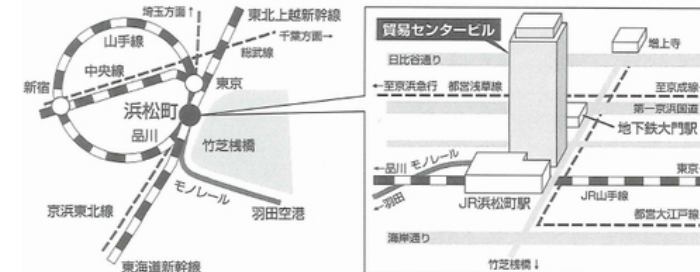 埼玉方面↑
東北上越新幹線
山手線
千葉方面→
総武線
中央線
新宿
東京
浜松町
品川
竹芝桟橋
モノレール
京浜東北線
羽田空港
東海道新幹線
貿易センタービル
増上寺
日比谷通り
←至京浜急行
都営浅草線
至京成線
第一京浜国道
地下鉄大門駅
←品川
モノレール
東京
←羽田
JR浜松町駅
JR山手線
都営大江戸線
海岸通り
竹芝桟橋↓